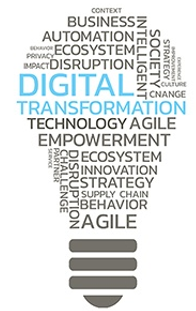 CONTEXT
BUSINESS
AUTOMATION
INTELLIGENT
SOCIETY
BEHAVIOR
ECOSYSTEM
STRATEGY
PRIVACY
IMPACT
DISRUPTION
CULTURE
CHANGE
DIGITAL
TRANSFORMATION
TECHNOLOGY AGILE
EMPOWERMENT
SERVICE
PARTNER
CHALLENGE
DISRUPTION
ECOSYSTEM
INNOVATION
STRATEGY
SUPPLY CHAIN
BEHAVIOR
AGILE